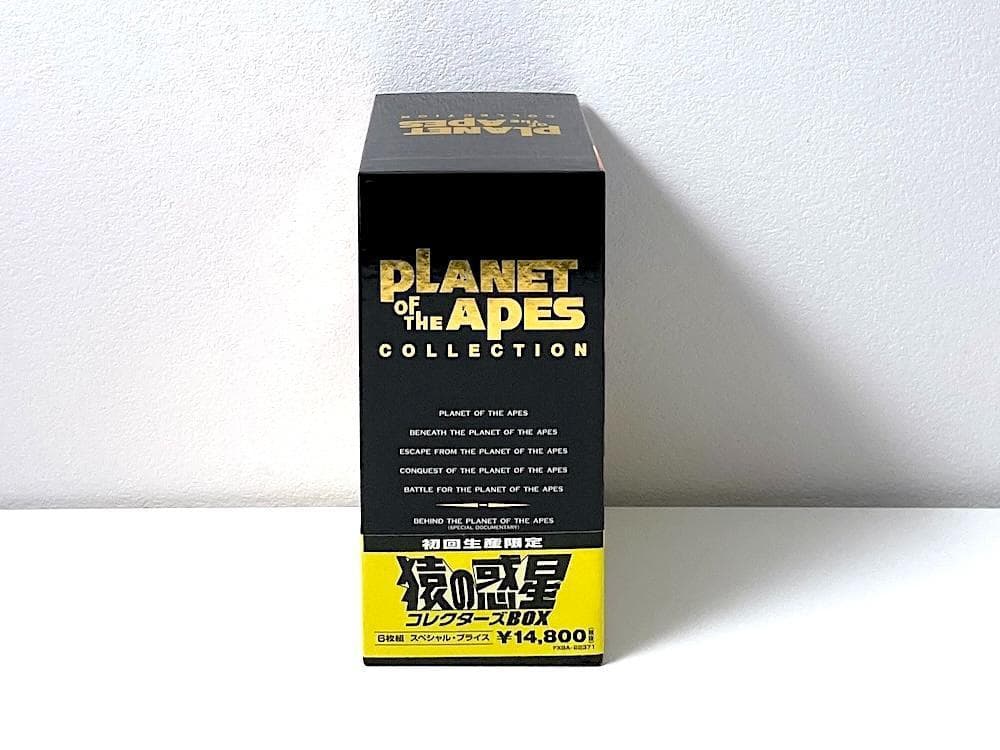 PLANET
OF THE APES
COLLECTION
PLANET
OF THE APES
COLLECTION
PLANET OF THE APES
BENEATH THE PLANET OF THE APES
ESCAPE FROM THE PLANET OF THE APES
CONQUEST OF THE PLANET OF THE APES
BATTLE FOR THE PLANET OF THE APES
BEHIND THE PLANET OF THE APES
(SPECIAL DOCUMENTARY)
初回生産限定
猿の惑星
コレクターズBOX
6枚組 スペシャル・プライス ¥14,800